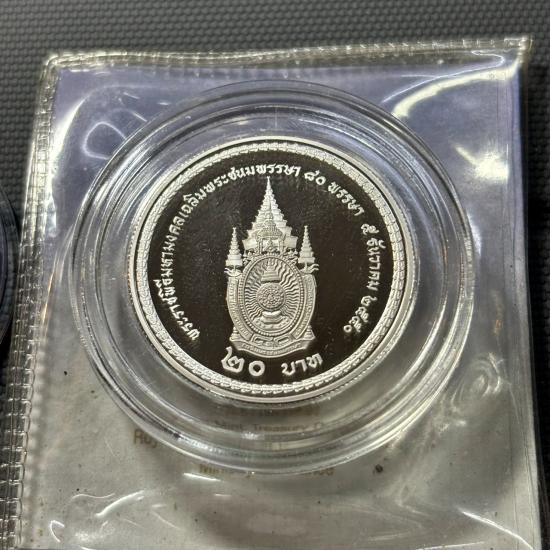 พระราชพิธีมหามงคลเฉลิมพระชนมพรรษา ๘๐ พรรษา ๕ ธันวาคม ๒๕๕๐
๒๐ บาท
Mint Treasury